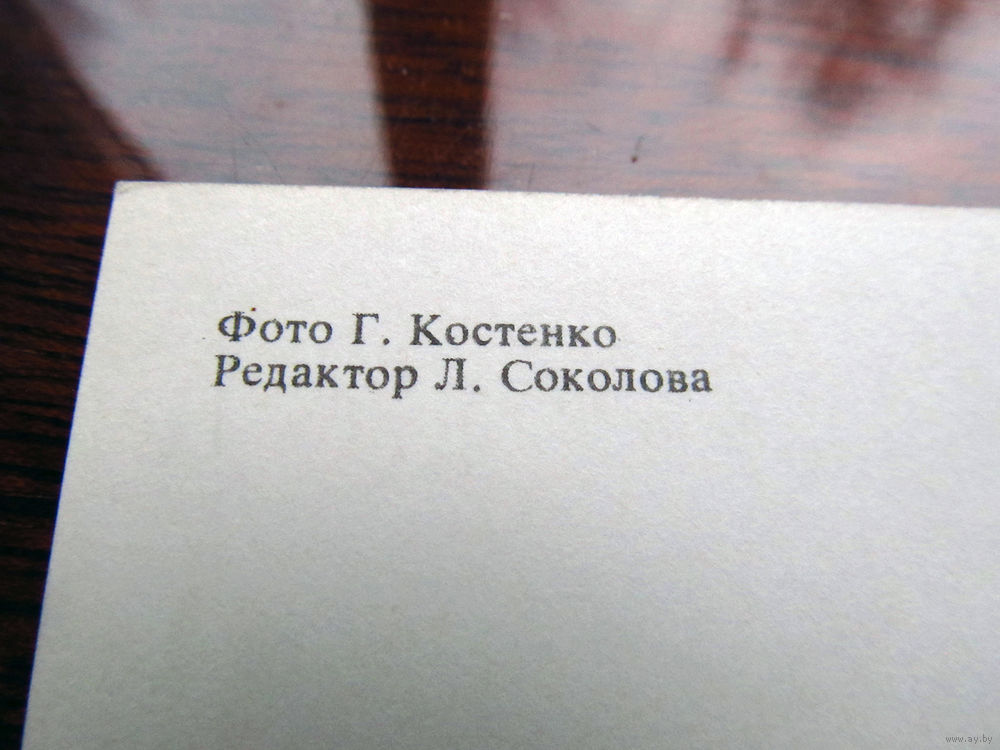 Фото Г. Костенко
Редактор Л. Соколова
www.ay.by